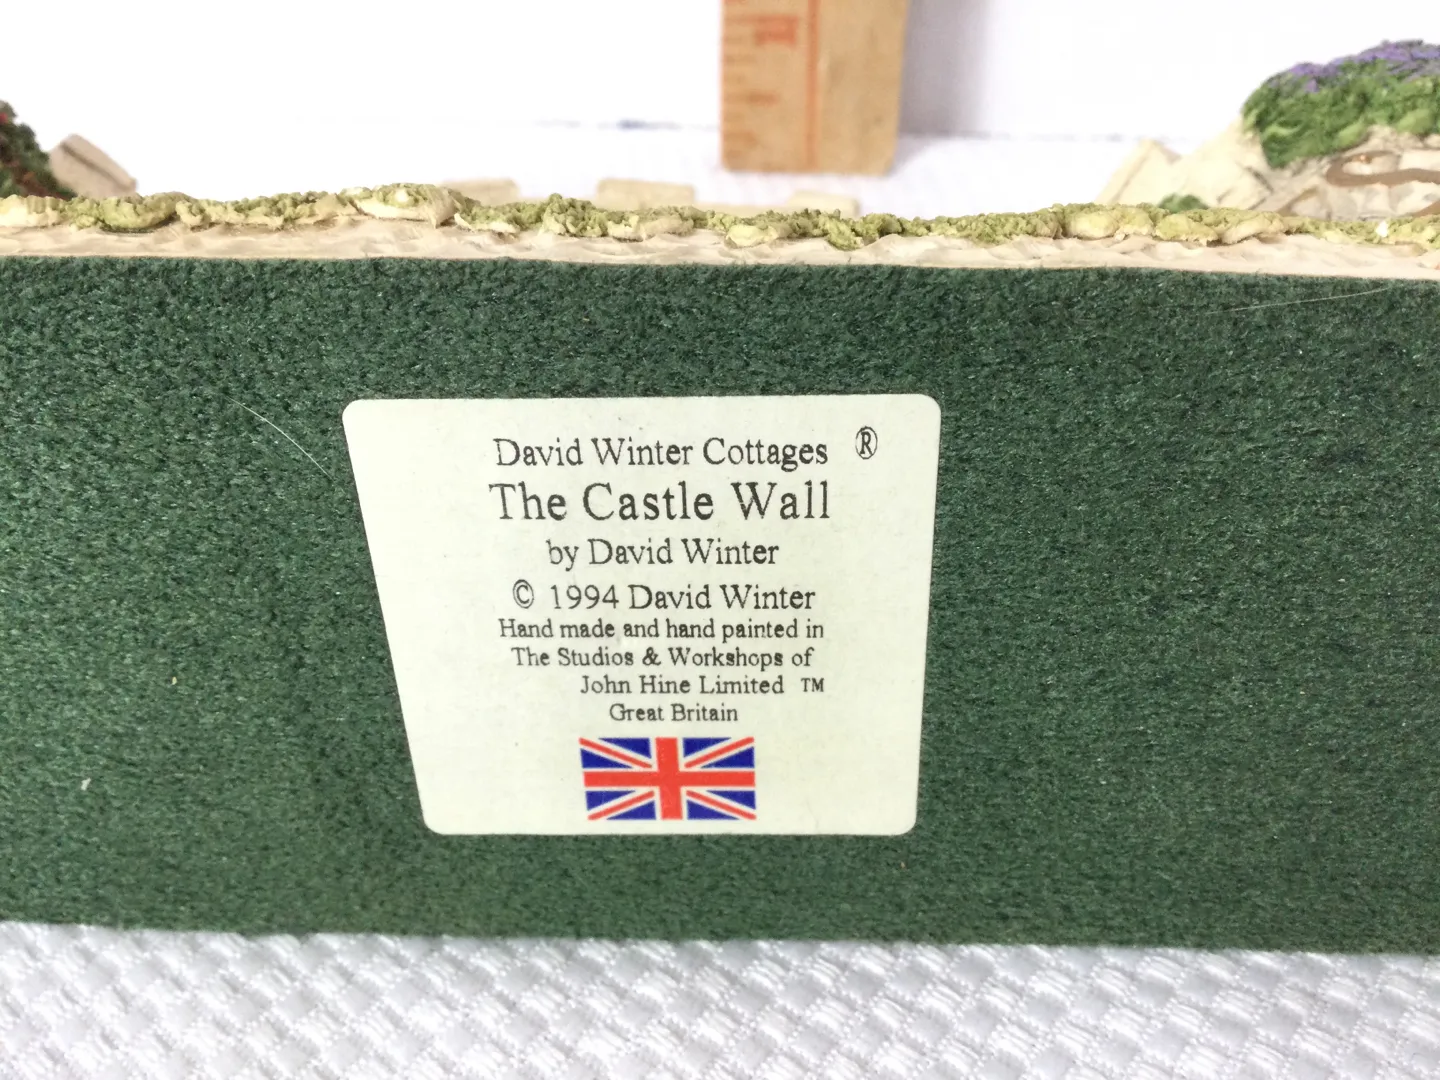 David Winter Cottages ®
The Castle Wall
by David Winter
© 1994 David Winter
Hand made and hand painted in
The Studios & Workshops of
John Hine Limited TM
Great Britain